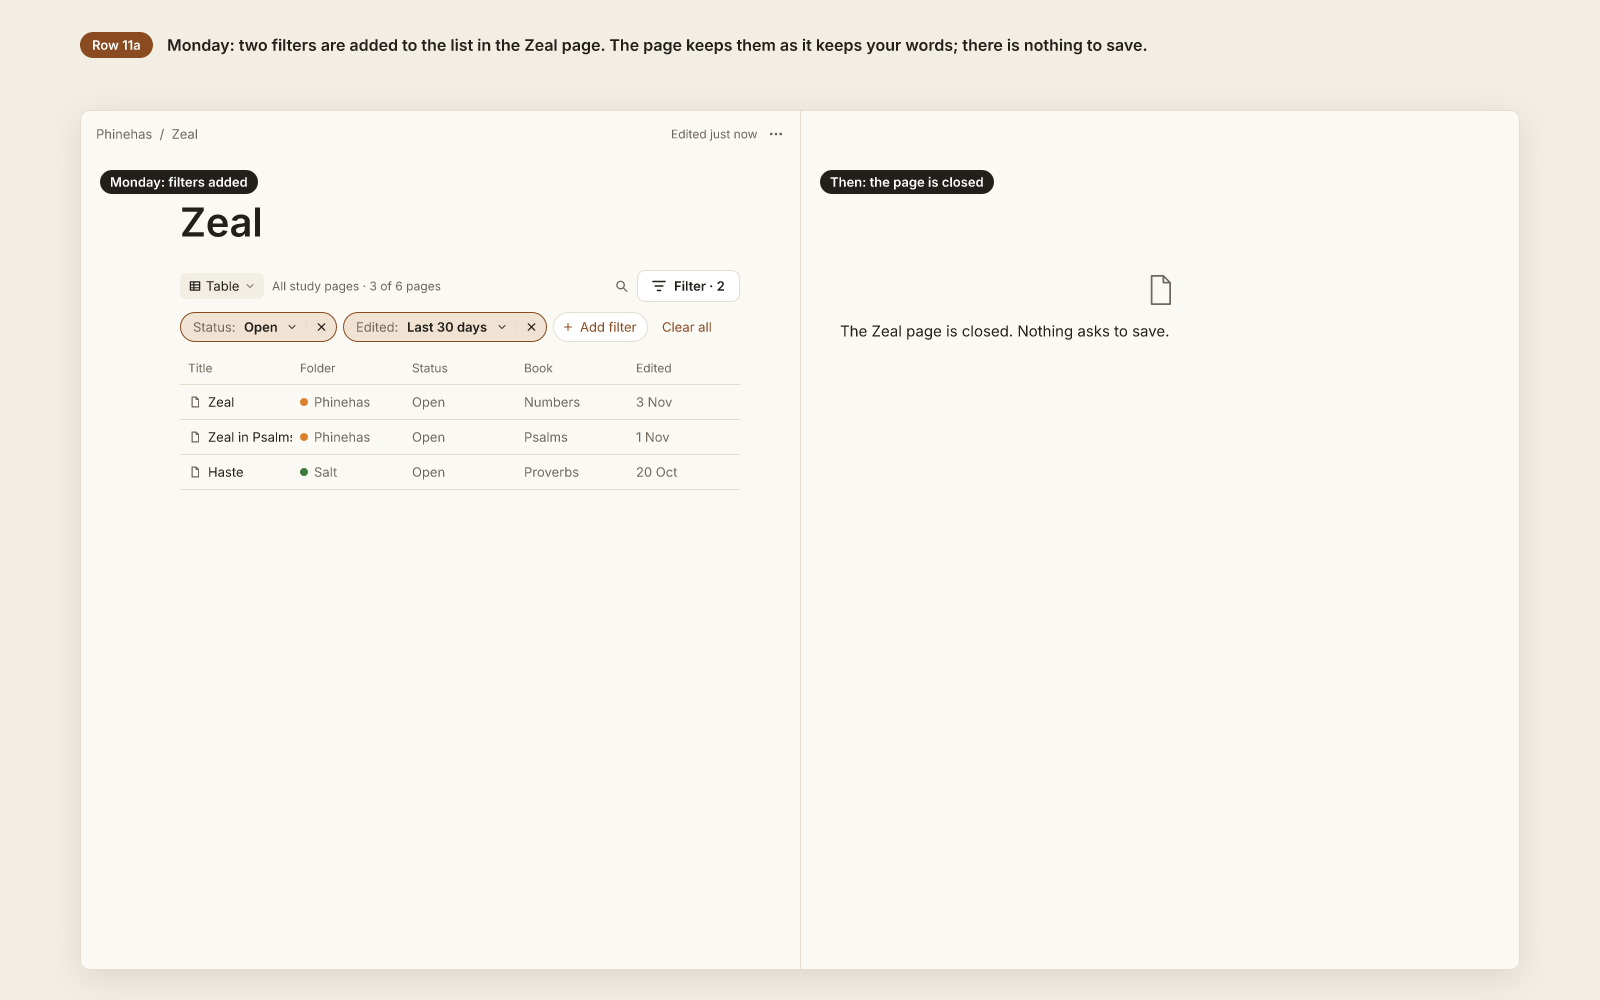 Row 11a Monday: two filters are added to the list in the Zeal page. The page keeps them as it keeps your words; there is nothing to save.
Phinehas / Zeal Edited just now
Monday: filters added
Zeal
Table All study pages · 3 of 6 pages Filter · 2
Status: Open Edited: Last 30 days + Add filter Clear all
Title Folder Status Book Edited
Zeal Phinehas Open Numbers 3 Nov
Zeal in Psalms Phinehas Open Psalms 1 Nov
Haste Salt Open Proverbs 20 Oct
Then: the page is closed
The Zeal page is closed. Nothing asks to save.